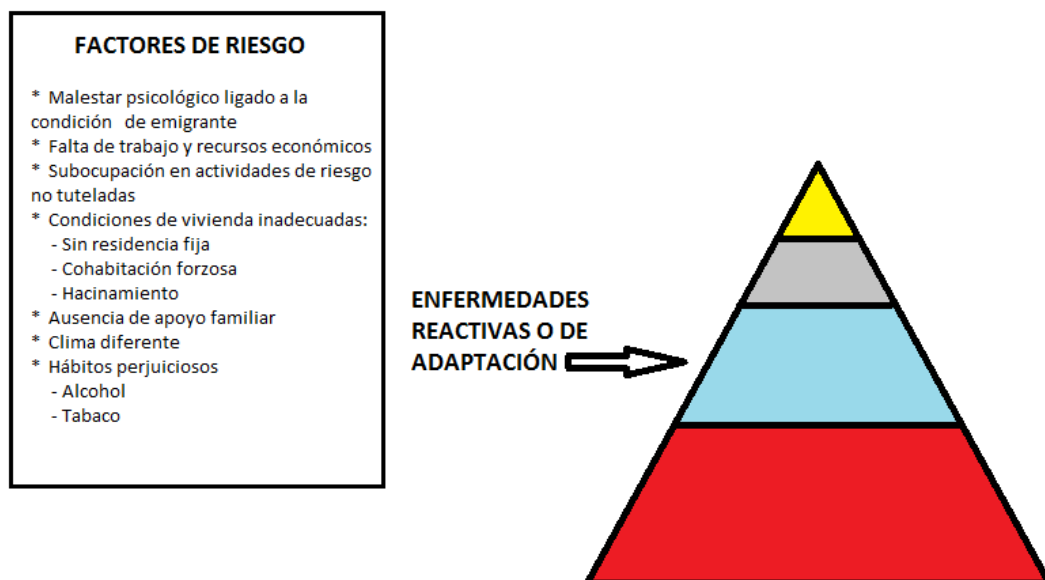 FACTORES DE RIESGO
* Malestar psicológico ligado a la
condición de emigrante
* Falta de trabajo y recursos económicos
* Subocupación en actividades de riesgo
no tuteladas
* Condiciones de vivienda inadecuadas:
- Sin residencia fija
- Cohabitación forzosa
- Hacinamiento
* Ausencia de apoyo familiar
* Clima diferente
* Hábitos perjuiciosos
- Alcohol
- Tabaco
ENFERMEDADES
REACTIVAS O DE
ADAPTACIÓN